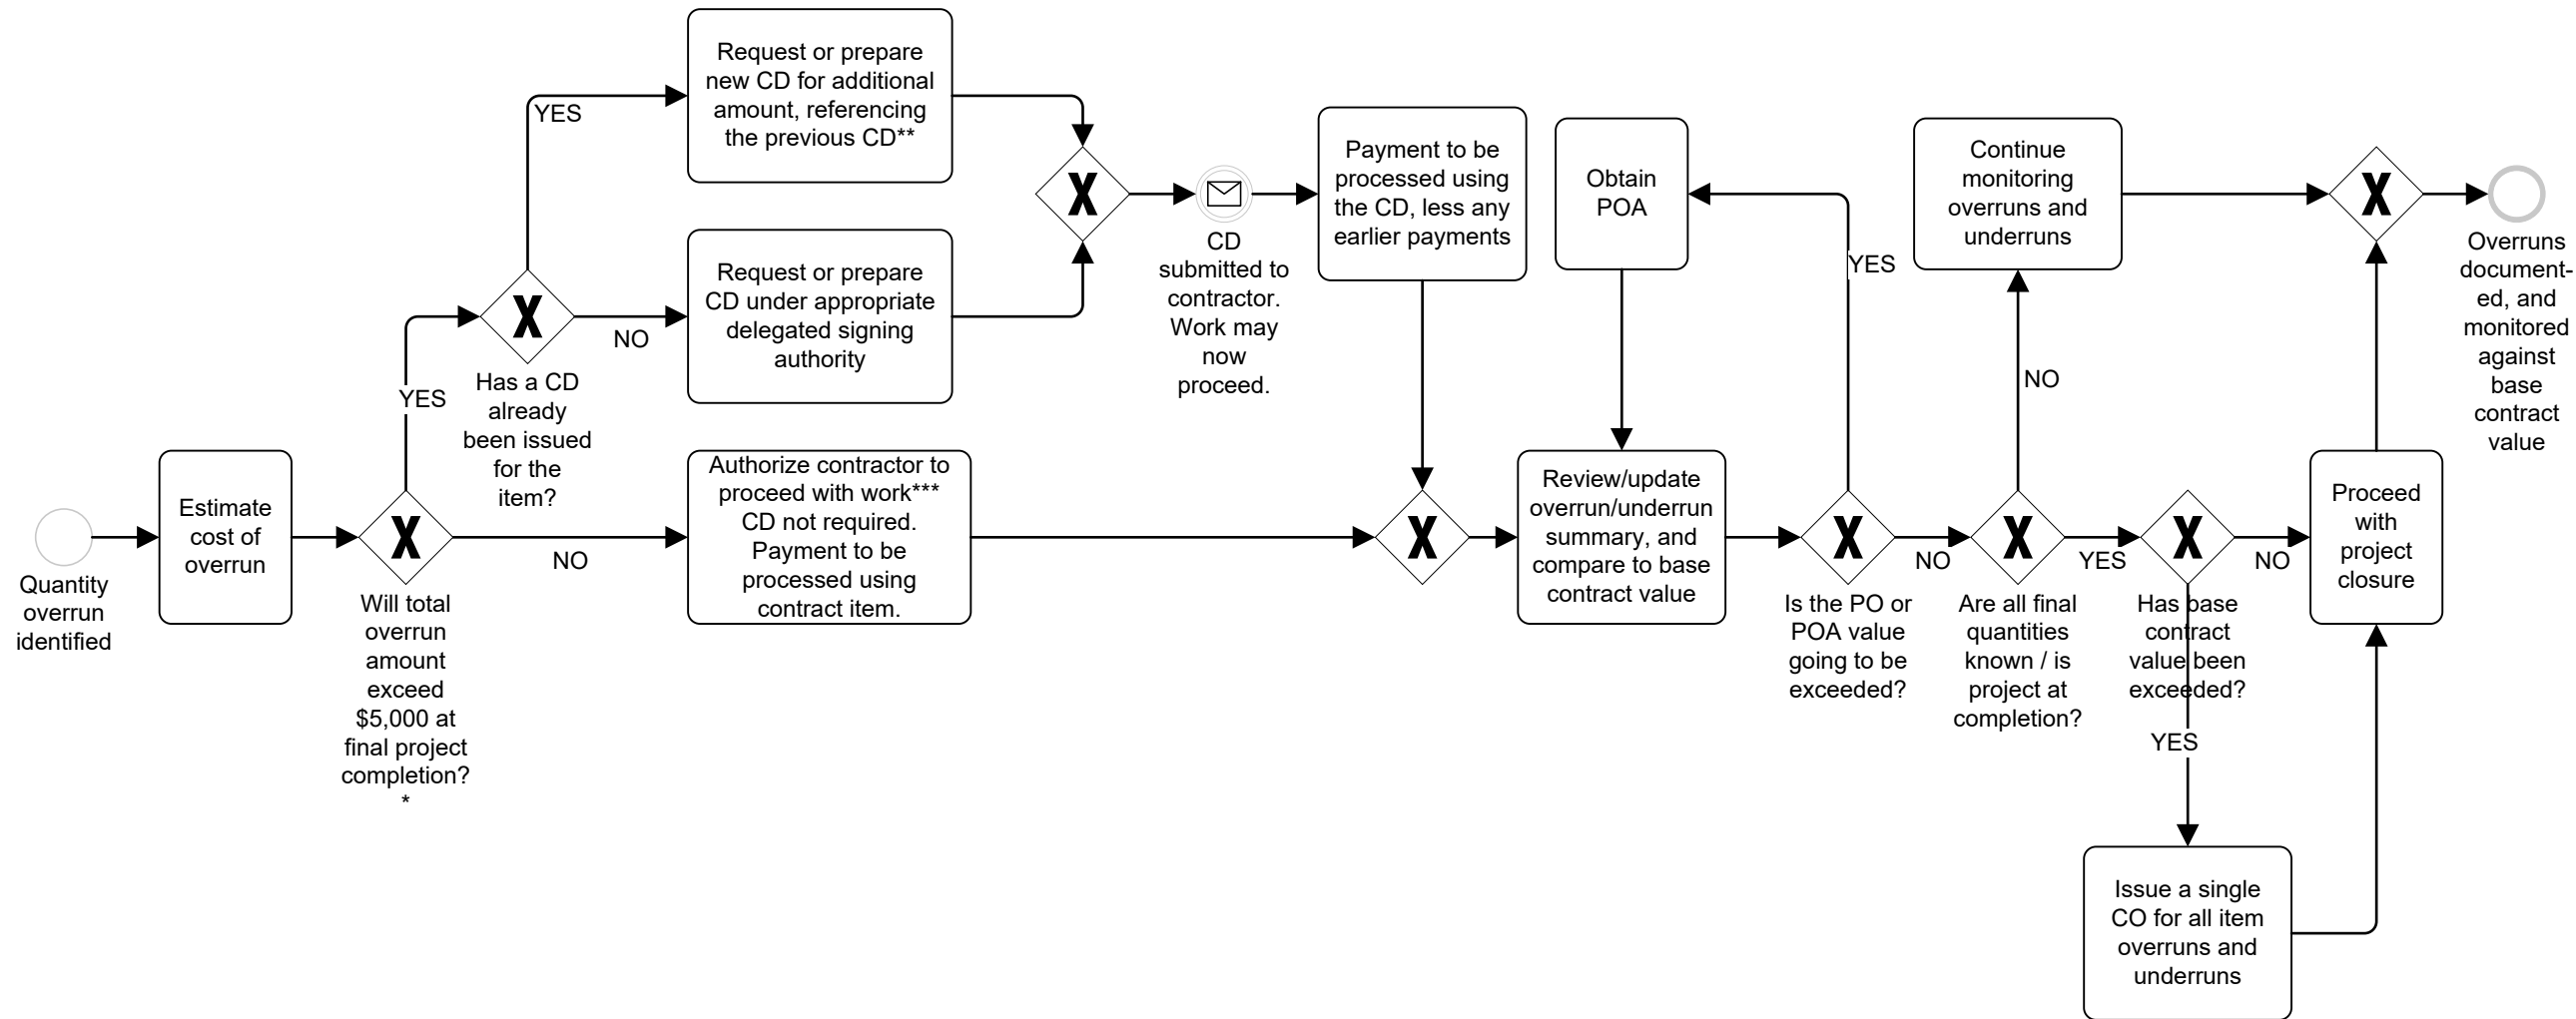 Quantity
overrun
identified
Estimate
cost of
overrun
Will total
overrun
amount
exceed
$5,000 at
final project
completion?
*
YES
NO
Has a CD
already
been issued
for the
item?
YES
NO
Request or prepare
new CD for additional
amount, referencing
the previous CD**
Request or prepare
CD under appropriate
delegated signing
authority
Authorize contractor to
proceed with work***
CD not required.
Payment to be
processed using
contract item.
CD
submitted to
contractor.
Work may
now
proceed.
Payment to be
processed using
the CD, less any
earlier payments
Obtain
POA
Review/update
overrun/underrun
summary, and
compare to base
contract value
Is the PO or
POA value
going to be
exceeded?
YES
NO
Are all final
quantities
known / is
project at
completion?
NO
YES
Continue
monitoring
overruns and
underruns
Has base
contract
value been
exceeded?
NO
YES
Issue a single
CO for all item
overruns and
underruns
Proceed
with
project
closure
Overruns
document-
ed, and
monitored
against
base
contract
value